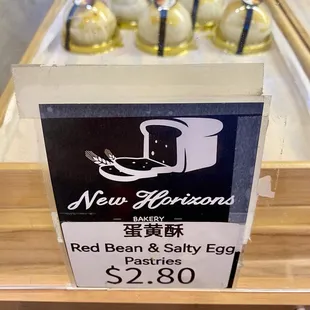 New Horizons
BAKERY
蛋黄酥
Red Bean & Salty Egg
Pastries
$2.80